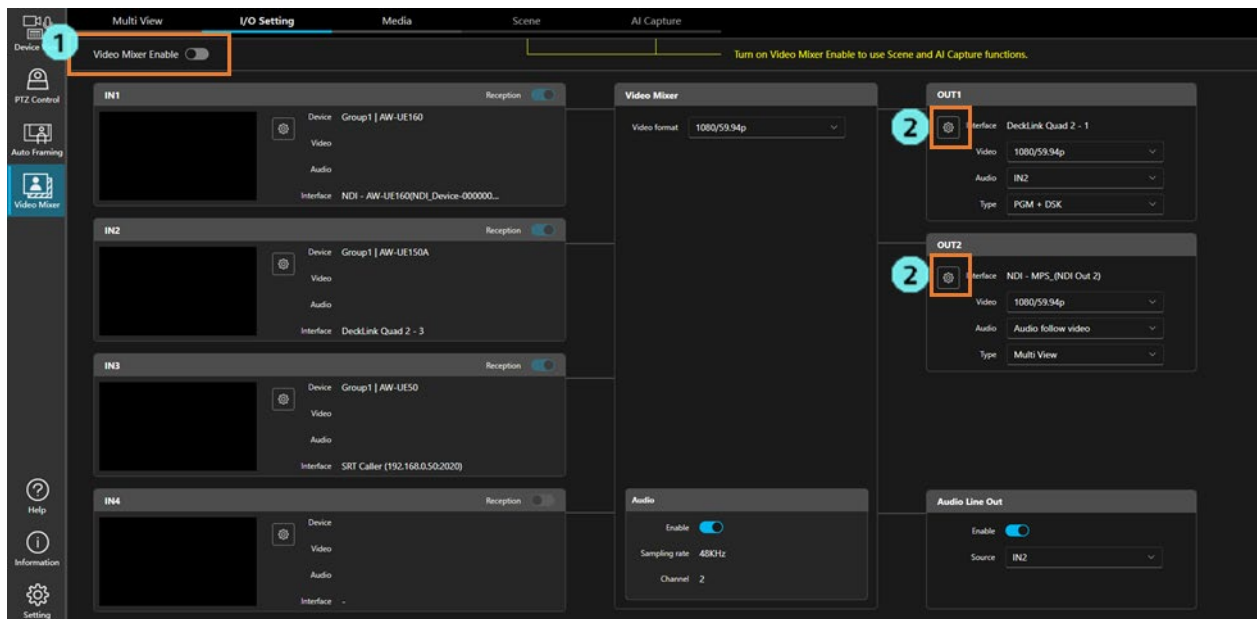 Multi View
I/O Setting
Media
Scene
AI Capture
Device
1
Video Mixer Enable
Turn on Video Mixer Enable to use Scene and AI Capture functions.
PTZ Control
Auto Framing
Video Mixer
Help
Information
Setting
IN1
Reception
Device Group1 | AW-UE160
Video
Audio
Interface NDI - AW-UE160(NDI_Device-000000...
IN2
Reception
Device Group1 | AW-UE150A
Video
Audio
Interface DeckLink Quad 2 - 3
IN3
Reception
Device Group1 | AW-UE50
Video
Audio
Interface SRT Caller (192.168.0.50:2020)
IN4
Reception
Device
Video
Audio
Interface -
Video Mixer
Video format 1080/59.94p
Audio
Enable
Sampling rate 48KHz
Channel 2
OUT1
2
Interface DeckLink Quad 2 - 1
Video 1080/59.94p
Audio IN2
Type PGM + DSK
OUT2
2
Interface NDI - MPS_(NDI Out 2)
Video 1080/59.94p
Audio Audio follow video
Type Multi View
Audio Line Out
Enable
Source IN2